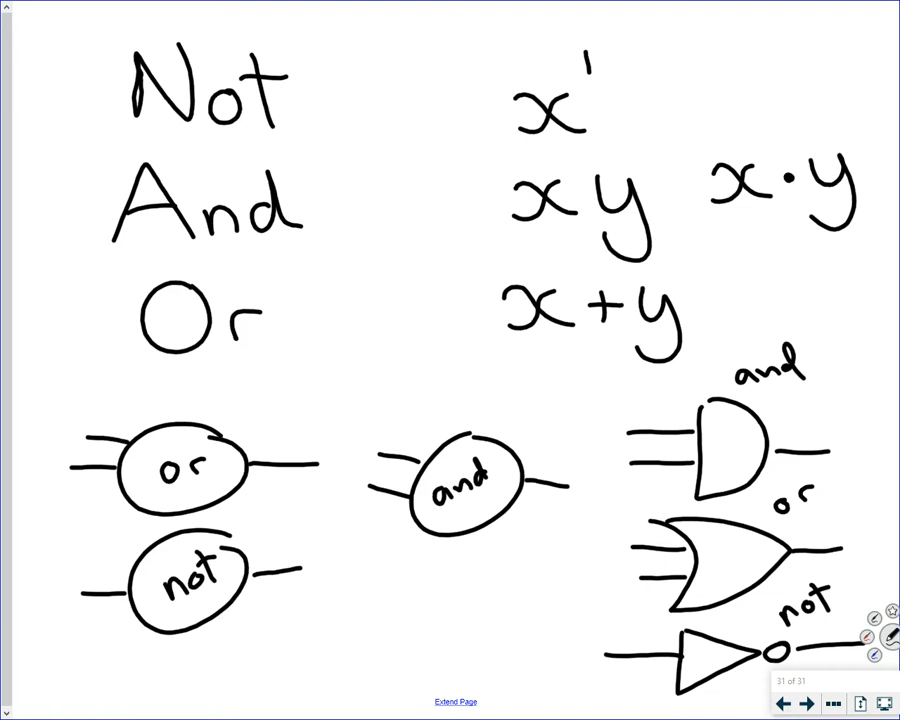 Not x'
And xy x·y
Or x+y
and
or and
or
not
not
Extend Page
31 of 31